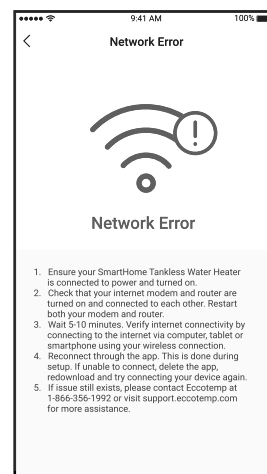 9:41 AM 100%
Network Error
Network Error
1. Ensure your SmartHome Tankless Water Heater
is connected to power and turned on.
2. Check that your internet modem and router are
turned on and connected to each other. Restart
both your modem and router.
3. Wait 5-10 minutes. Verify internet connectivity by
connecting to the internet via computer, tablet or
smartphone using your wireless connection.
4. Reconnect through the app. This is done during
setup. If unable to connect, delete the app,
redownload and try connecting your device again.
5. If issue still exists, please contact Eccotemp at
1-866-356-1992 or visit support.eccotemp.com
for more assistance.